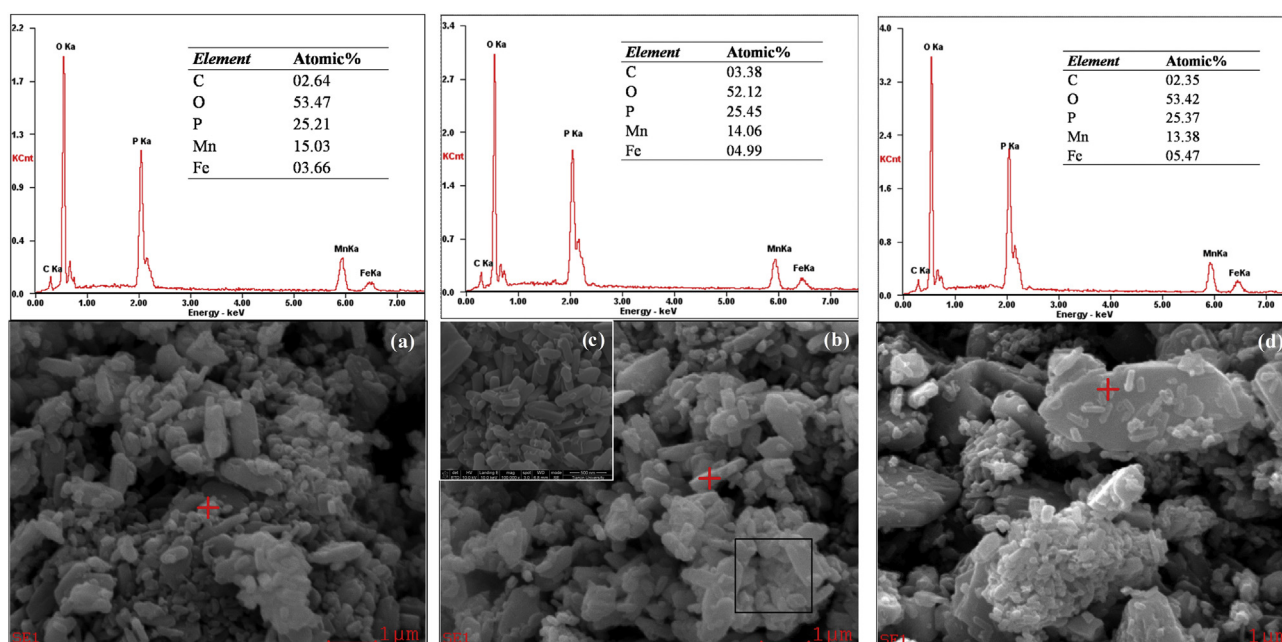 2.2
1.7
1.3
KCnt
0.9
0.4
0.0
O Ka
P Ka
C Ka
MnKa
FeKa
Element Atomic%
C 02.64
O 53.47
P 25.21
Mn 15.03
Fe 03.66
0.00 1.00 2.00 3.00 4.00 5.00 6.00 7.00
Energy - keV
3.4
2.7
2.0
KCnt
1.4
0.7
0.0
O Ka
P Ka
C Ka
MnKa
FeKa
Element Atomic%
C 03.38
O 52.12
P 25.45
Mn 14.06
Fe 04.99
0.00 1.00 2.00 3.00 4.00 5.00 6.00 7.00
Energy - keV
4.0
3.2
2.4
KCnt
1.6
0.8
0.0
O Ka
P Ka
C Ka
MnKa
FeKa
Element Atomic%
C 02.35
O 53.42
P 25.37
Mn 13.38
Fe 05.47
0.00 1.00 2.00 3.00 4.00 5.00 6.00 7.00
Energy - keV
(a)
SEI 1μm
(c)
(b)
SEI 1μm
(d)
SEI 1μm